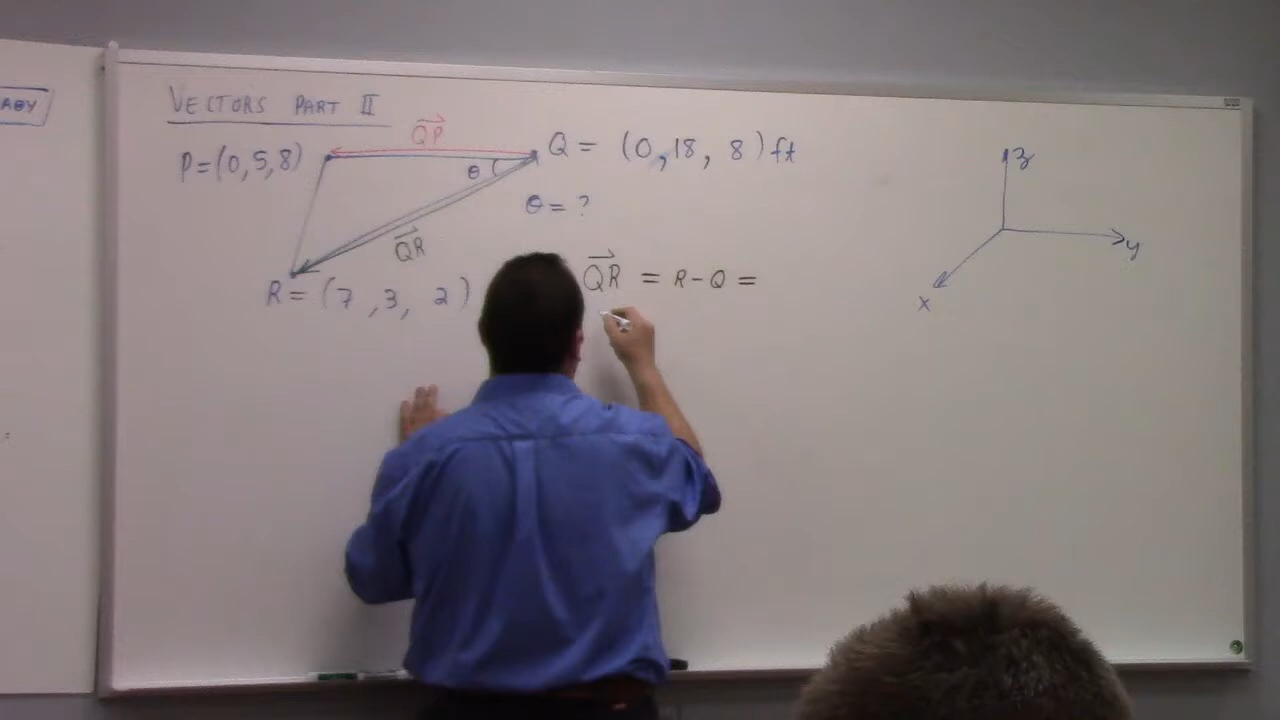 VECTORS PART II
QP
P=(0,5,8)
Q = (0,18, 8) ft
θ
θ = ?
QR
R = (7, 3, 2)
QR = R-Q =
z
y
x